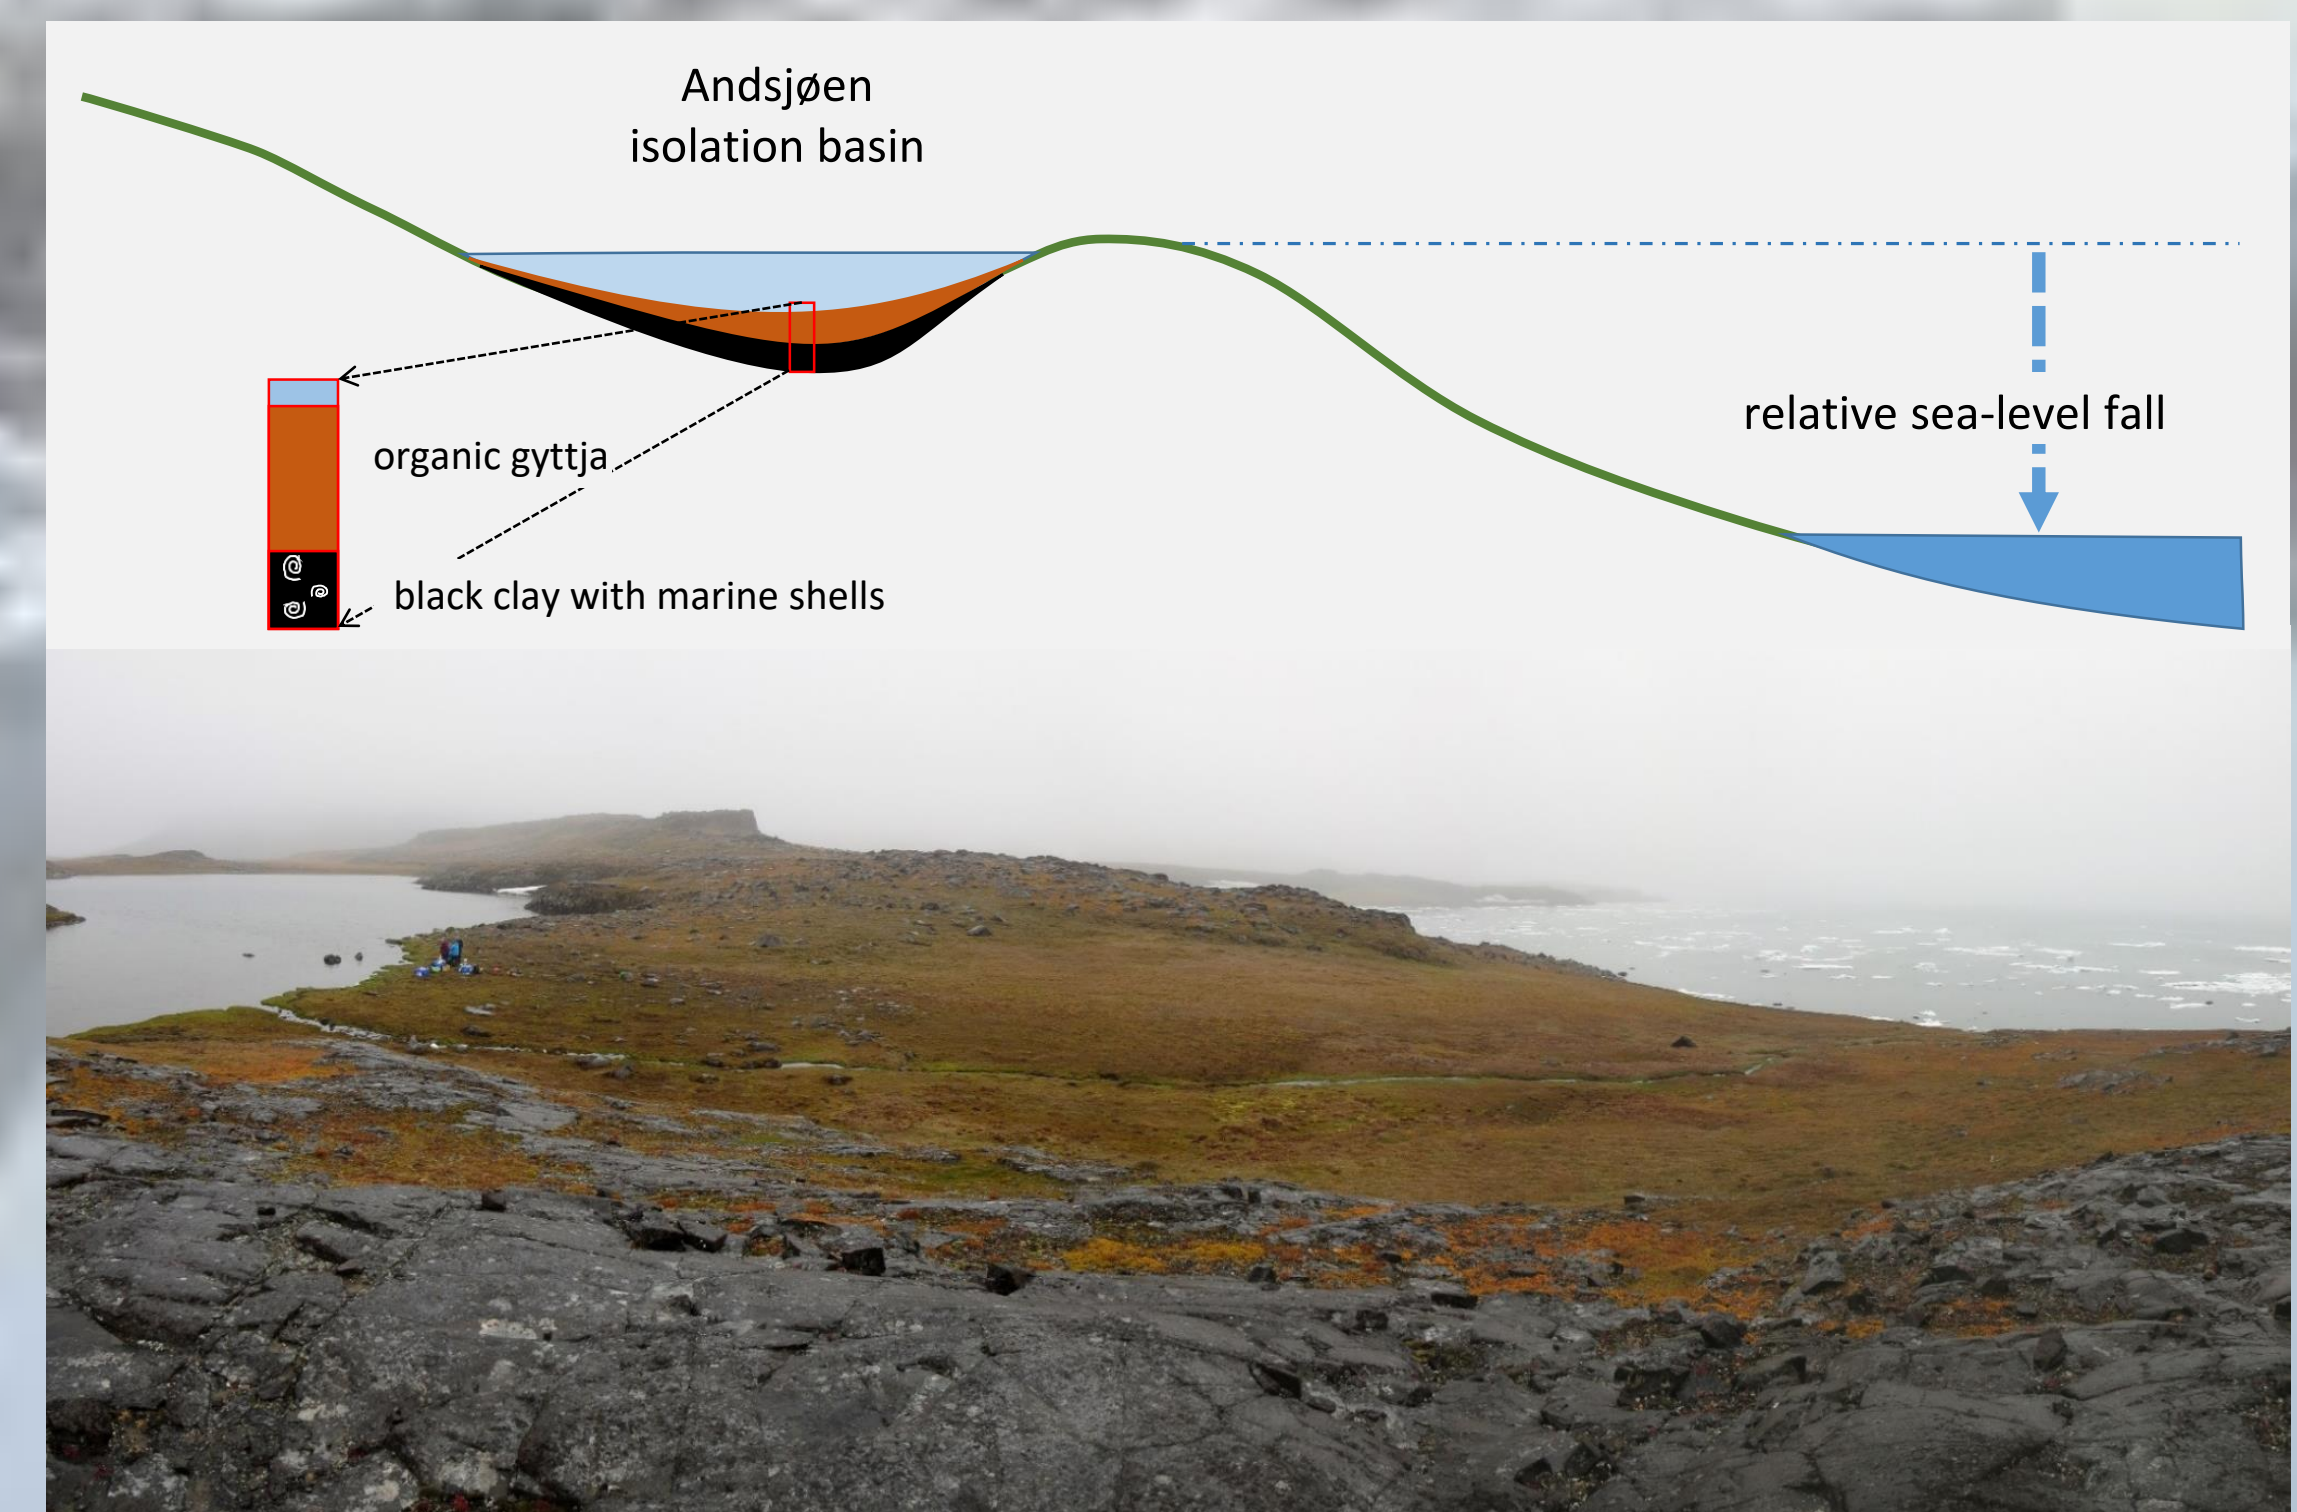 Andsjøen
isolation basin
relative sea-level fall
organic gyttja
black clay with marine shells